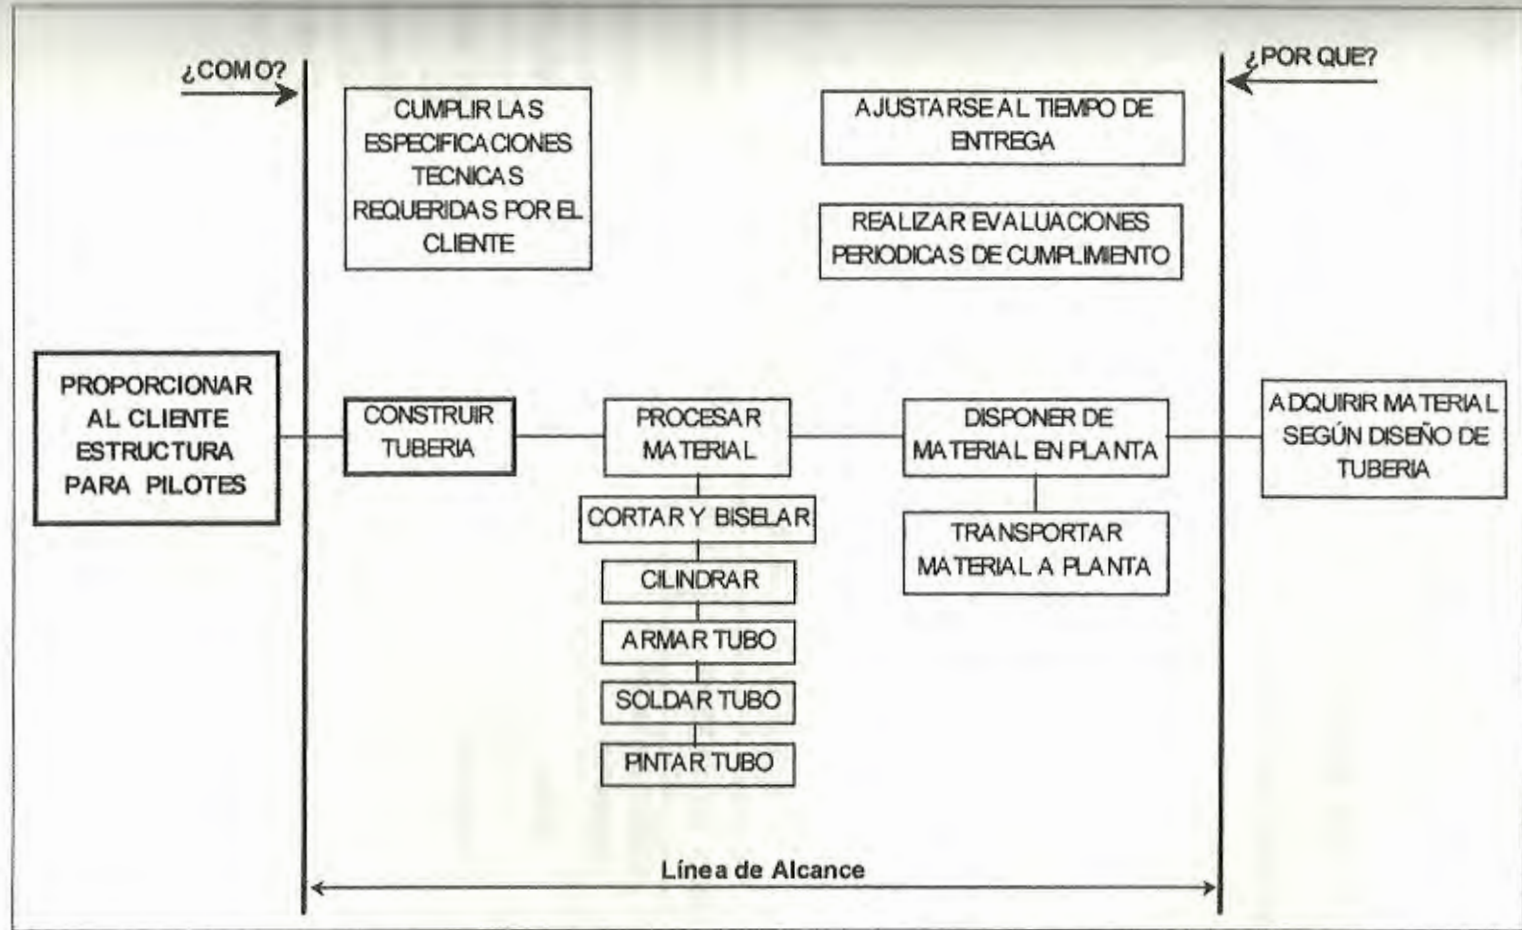 ¿COMO?
¿POR QUE?
CUMPLIR LAS
ESPECIFICACIONES
TECNICAS
REQUERIDAS POR EL
CLIENTE
AJUSTARSE AL TIEMPO DE
ENTREGA
REALIZAR EVALUACIONES
PERIODICAS DE CUMPLIMIENTO
PROPORCIONAR
AL CLIENTE
ESTRUCTURA
PARA PILOTES
CONSTRUIR
TUBERIA
PROCESAR
MATERIAL
DISPONER DE
MATERIAL EN PLANTA
ADQUIRIR MATERIAL
SEGÚN DISEÑO DE
TUBERIA
CORTAR Y BISELAR
CILINDRAR
ARMAR TUBO
SOLDAR TUBO
PINTAR TUBO
TRANSPORTAR
MATERIAL A PLANTA
Línea de Alcance